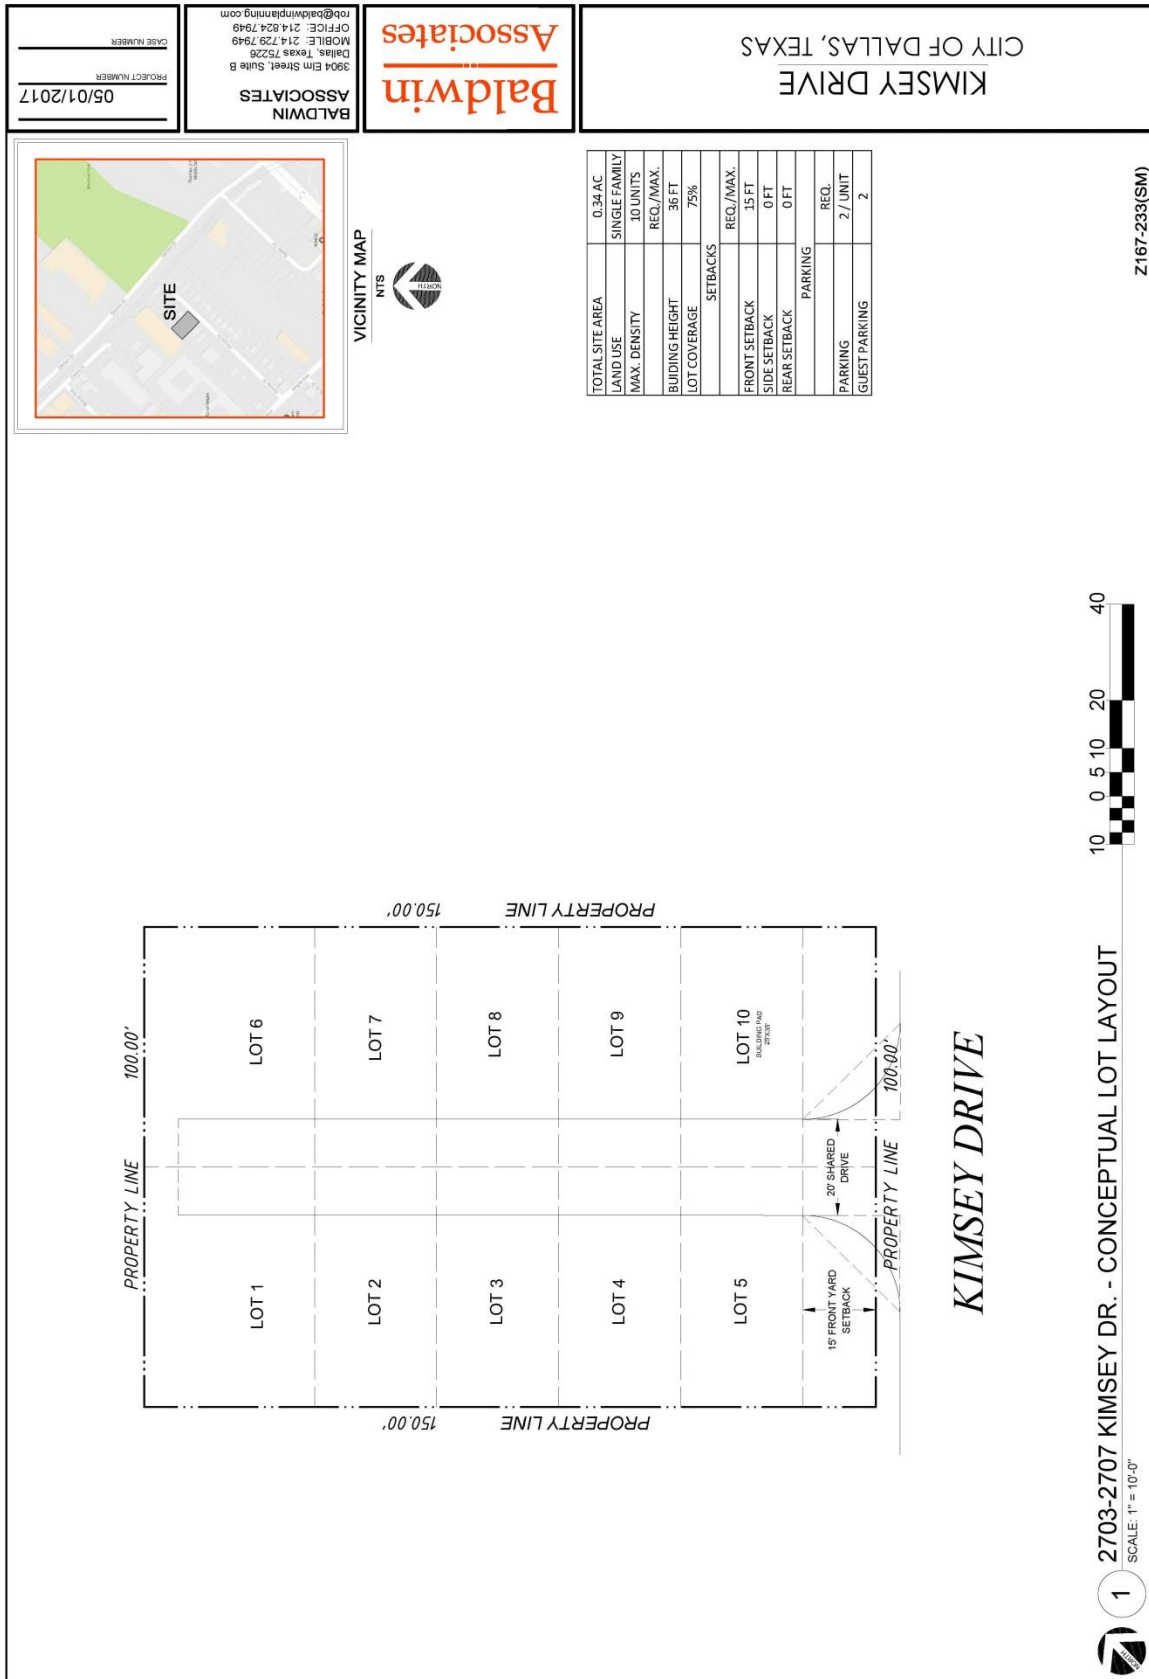 05/01/2017
PROJECT NUMBER
CASE NUMBER
BALDWIN
ASSOCIATES
3904 Elm Street, Suite B
Dallas, Texas 75226
MOBILE: 214.729.7949
OFFICE: 214.824.7949
rob@baldwinplanning.com
Baldwin
Associates
KIMSEY DRIVE
CITY OF DALLAS, TEXAS
SITE
VICINITY MAP
NTS
NORTH
TOTAL SITE AREA 0.34 AC
LAND USE SINGLE FAMILY
MAX. DENSITY 10 UNITS
REQ./MAX.
BUIDING HEIGHT 36 FT
LOT COVERAGE 75%
SETBACKS
REQ./MAX.
FRONT SETBACK 15 FT
SIDE SETBACK 0 FT
REAR SETBACK 0 FT
PARKING
REQ.
PARKING 2 / UNIT
GUEST PARKING 2
Z167-233(SM)
PROPERTY LINE 100.00'
150.00' PROPERTY LINE
150.00' PROPERTY LINE
LOT 1
LOT 6
LOT 2
LOT 7
LOT 3
LOT 8
LOT 4
LOT 9
LOT 5
LOT 10
BUILDING PAD
15' FRONT YARD
SETBACK
20' SHARED
DRIVE
PROPERTY LINE 100.00'
KIMSEY DRIVE
1
2703-2707 KIMSEY DR. - CONCEPTUAL LOT LAYOUT
SCALE: 1" = 10'-0"
10 0 5 10 20 40
NORTH